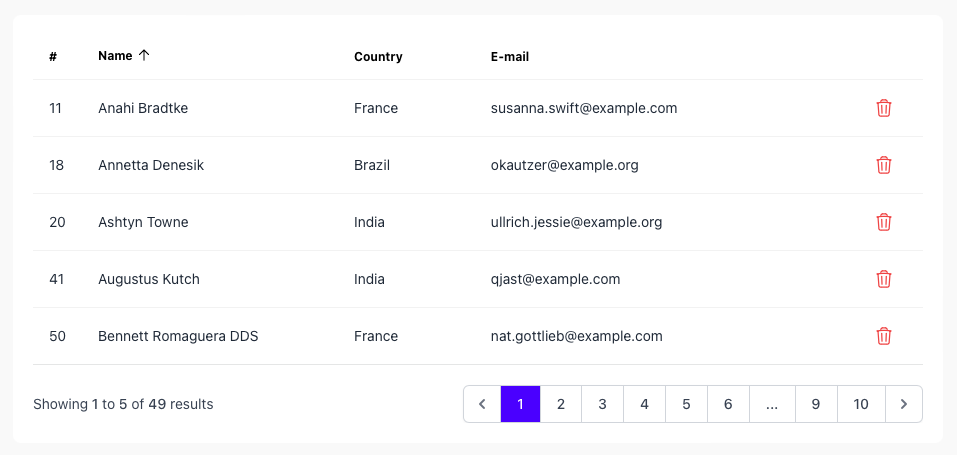 # Name Country E-mail
11 Anahi Bradtke France susanna.swift@example.com
18 Annetta Denesik Brazil okautzer@example.org
20 Ashtyn Towne India ullrich.jessie@example.org
41 Augustus Kutch India qjast@example.com
50 Bennett Romaguera DDS France nat.gottlieb@example.com
Showing 1 to 5 of 49 results 1 2 3 4 5 6 ... 9 10